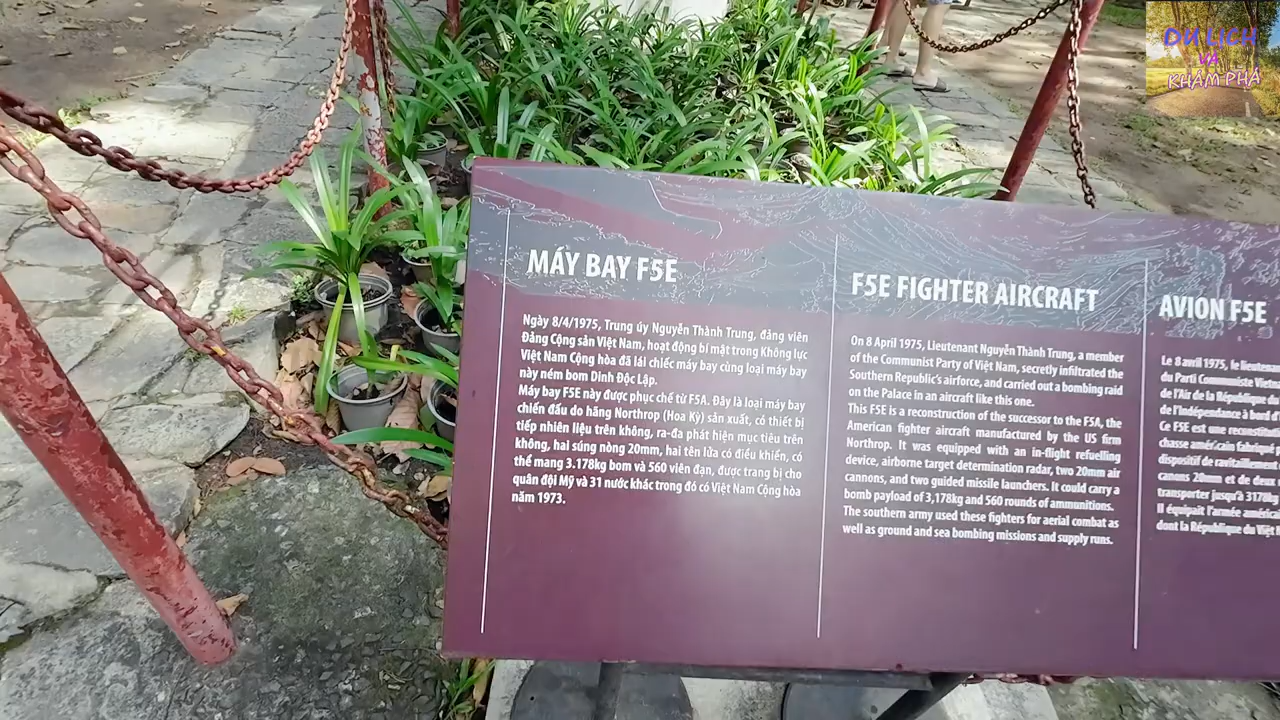 DU LỊCH
VÀ
KHÁM PHÁ
MÁY BAY F5E
Ngày 8/4/1975, Trung úy Nguyễn Thành Trung, đảng viên
Đảng Cộng sản Việt Nam, hoạt động bí mật trong Không lực
Việt Nam Cộng hòa đã lái chiếc máy bay cùng loại máy bay
này ném bom Dinh Độc Lập.
Máy bay F5E này được phục chế từ F5A. Đây là loại máy bay
chiến đấu do hãng Northrop (Hoa Kỳ) sản xuất, có thiết bị
tiếp nhiên liệu trên không, ra-đa phát hiện mục tiêu trên
không, hai súng nòng 20mm, hai tên lửa có điều khiển, có
thể mang 3.178kg bom và 560 viên đạn, được trang bị cho
quân đội Mỹ và 31 nước khác trong đó có Việt Nam Cộng hòa
năm 1973.
F5E FIGHTER AIRCRAFT
On 8 April 1975, Lieutenant Nguyễn Thành Trung, a member
of the Communist Party of Việt Nam, secretly infiltrated the
Southern Republic's airforce, and carried out a bombing raid
on the Palace in an aircraft like this one.
This F5E is a reconstruction of the successor to the F5A, the
American fighter aircraft manufactured by the US firm
Northrop. It was equipped with an in-flight refuelling
device, airborne target determination radar, two 20mm air
cannons, and two guided missile launchers. It could carry a
bomb payload of 3,178kg and 560 rounds of ammunitions.
The southern army used these fighters for aerial combat as
well as ground and sea bombing missions and supply runs.
AVION F5E
Le 8 avril 1975, le lieutena
du Parti Communiste Vietn
de l'Air de la République du
de l'Indépendance à bord d'
Ce F5E est une reconstituti
chasse américain fabriqué p
dispositif de ravitaillement
canons 20mm et de deux
transporter jusqu'à 3178kg
Il équipait l'armée américa
dont la République du Việt